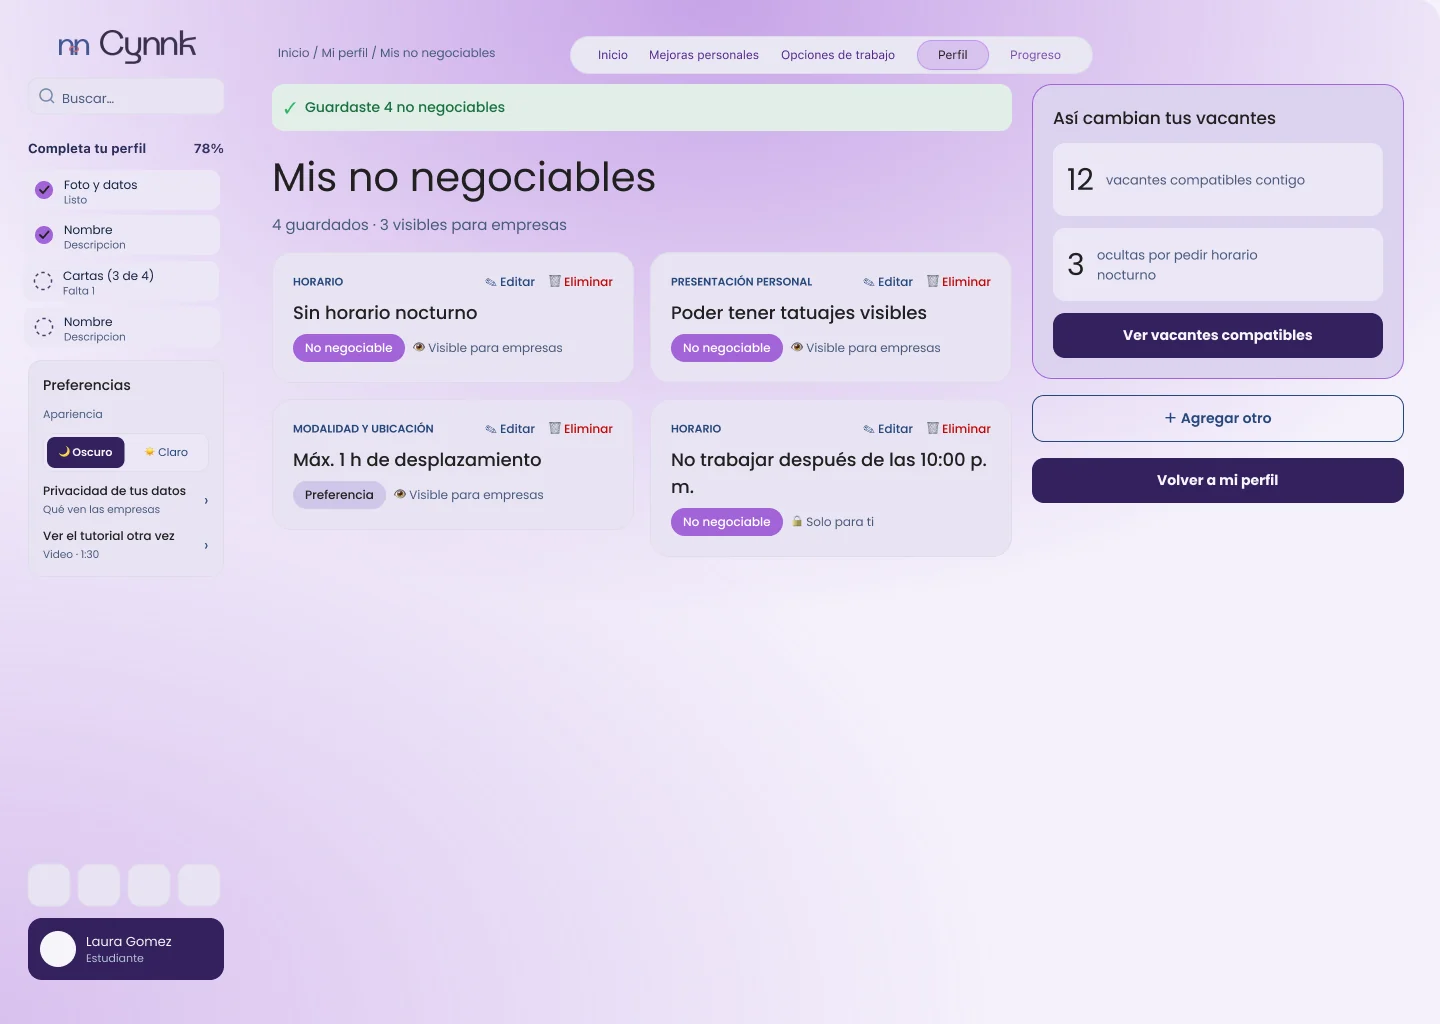 Cynnk
Inicio / Mi perfil / Mis no negociables
Inicio
Mejoras personales
Opciones de trabajo
Perfil
Progreso
Buscar...
Completa tu perfil
78%
Foto y datos
Listo
Nombre
Descripcion
Cartas (3 de 4)
Falta 1
Nombre
Descripcion
Preferencias
Apariencia
Oscuro
Claro
Privacidad de tus datos
Qué ven las empresas
›
Ver el tutorial otra vez
Video · 1:30
›
Laura Gomez
Estudiante
✓ Guardaste 4 no negociables
Mis no negociables
4 guardados · 3 visibles para empresas
HORARIO
Editar
Eliminar
Sin horario nocturno
No negociable
Visible para empresas
PRESENTACIÓN PERSONAL
Editar
Eliminar
Poder tener tatuajes visibles
No negociable
Visible para empresas
MODALIDAD Y UBICACIÓN
Editar
Eliminar
Máx. 1 h de desplazamiento
Preferencia
Visible para empresas
HORARIO
Editar
Eliminar
No trabajar después de las 10:00 p.
m.
No negociable
Solo para ti
Así cambian tus vacantes
12 vacantes compatibles contigo
3 ocultas por pedir horario
nocturno
Ver vacantes compatibles
+ Agregar otro
Volver a mi perfil